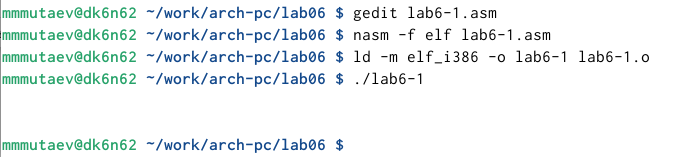 mmmutaev@dk6n62 ~/work/arch-pc/lab06 $ gedit lab6-1.asm
mmmutaev@dk6n62 ~/work/arch-pc/lab06 $ nasm -f elf lab6-1.asm
mmmutaev@dk6n62 ~/work/arch-pc/lab06 $ ld -m elf_i386 -o lab6-1 lab6-1.o
mmmutaev@dk6n62 ~/work/arch-pc/lab06 $ ./lab6-1
mmmutaev@dk6n62 ~/work/arch-pc/lab06 $